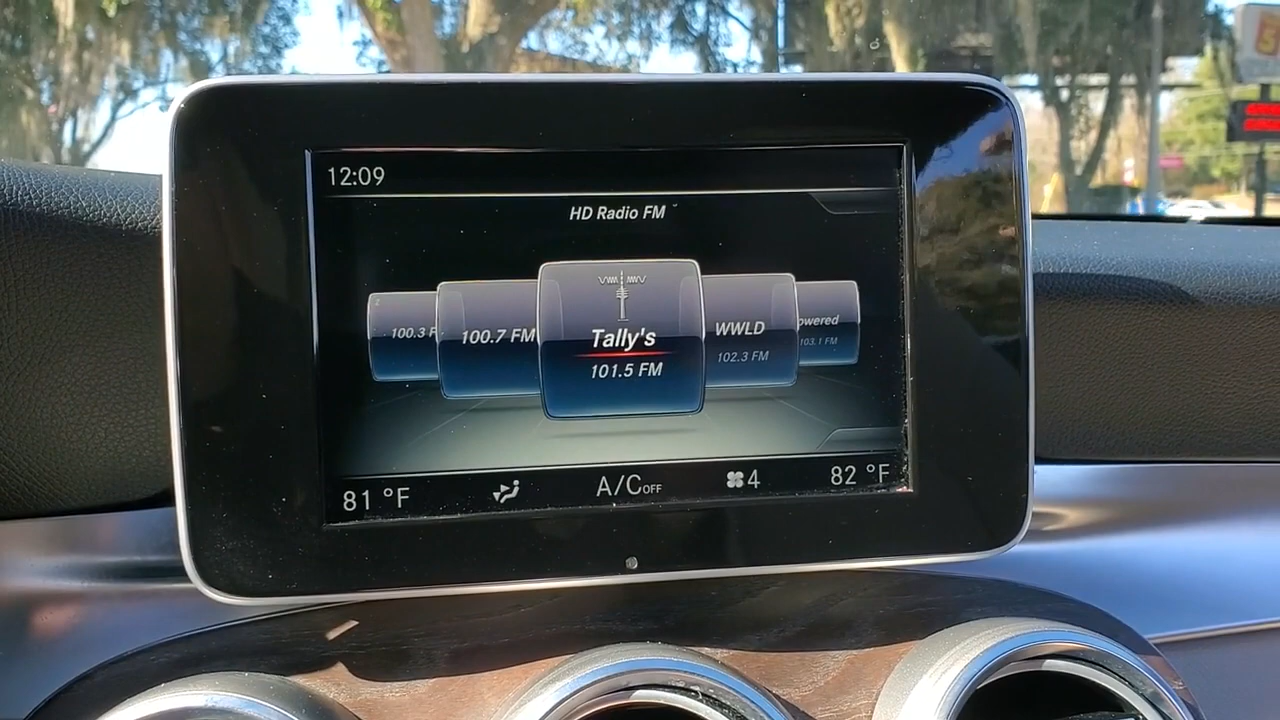 12:09
HD Radio FM
100.3 F
100.7 FM
Tally's
101.5 FM
WWLD
102.3 FM
owered
103.1 FM
81 °F
A/C OFF
4
82 °F